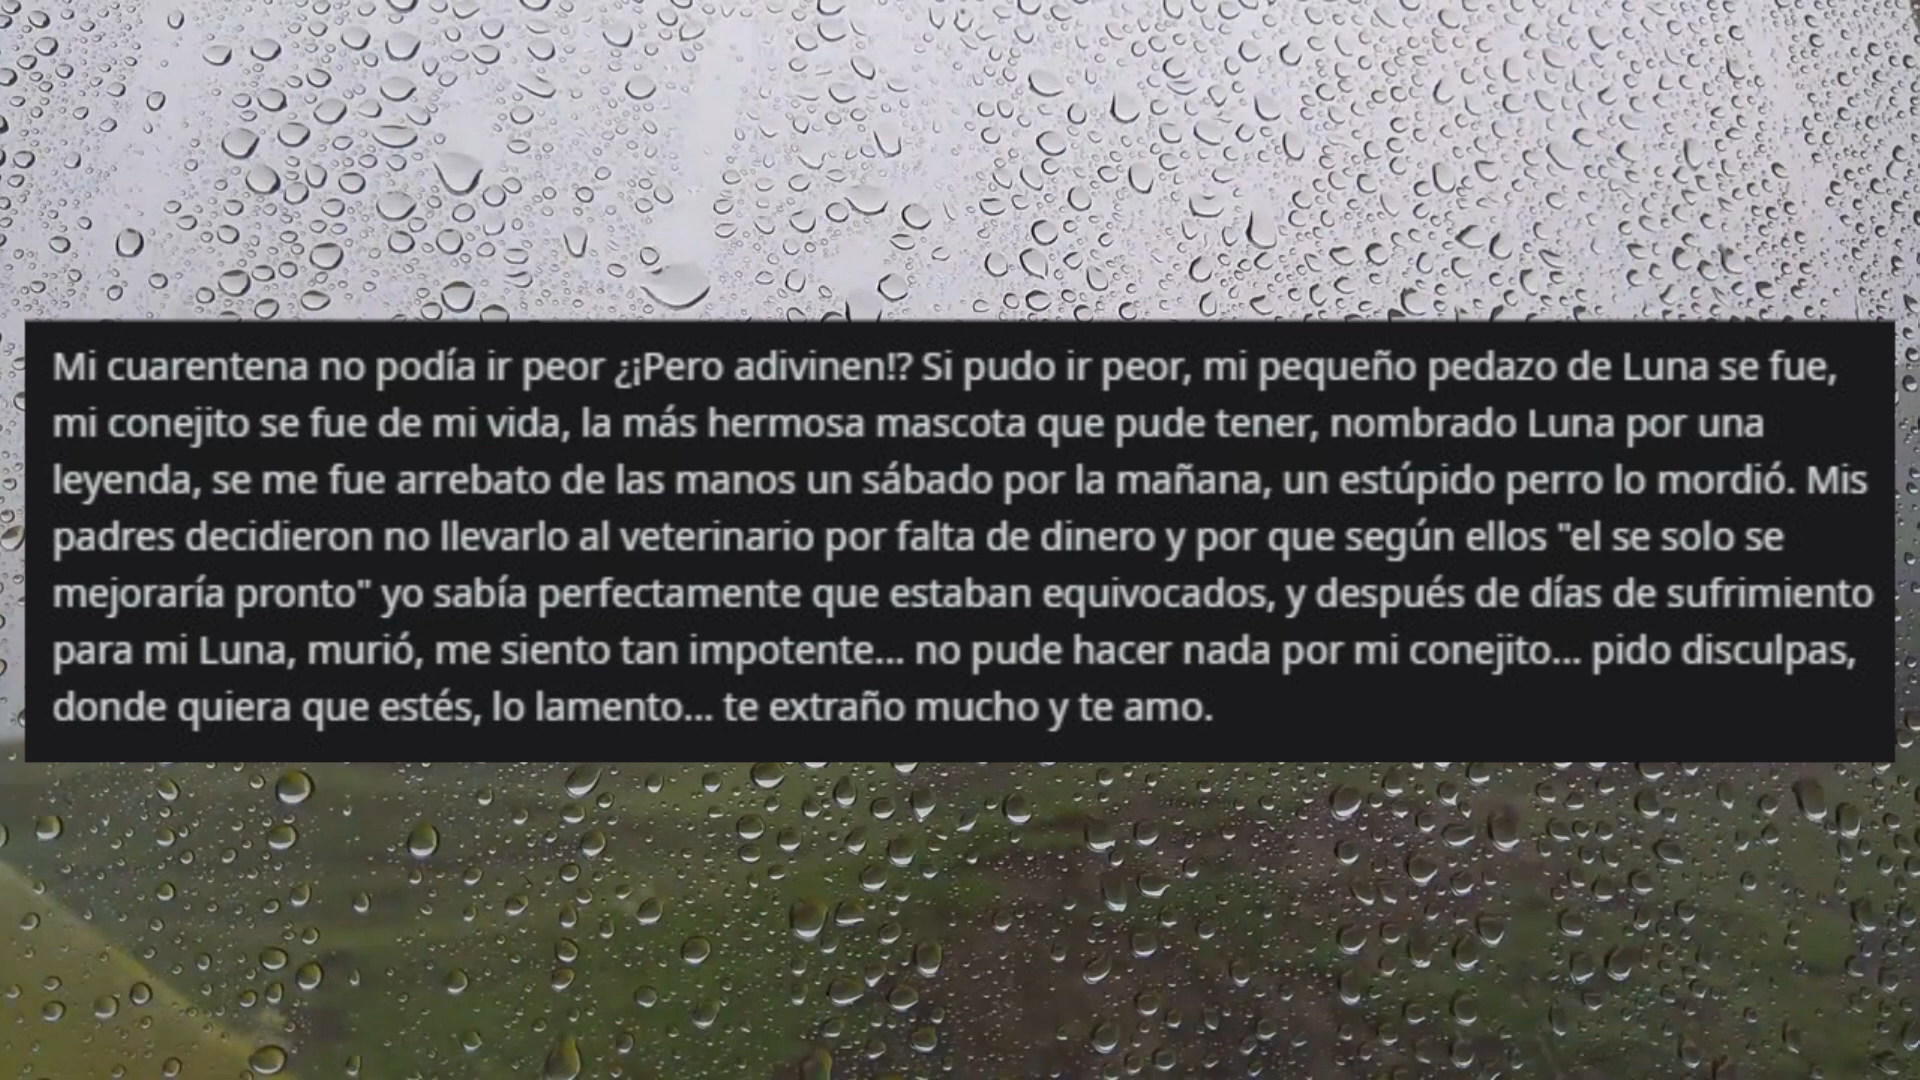 Mi cuarentena no podía ir peor ¿¡Pero adivinen!? Si pudo ir peor, mi pequeño pedazo de Luna se fue,
mi conejito se fue de mi vida, la más hermosa mascota que pude tener, nombrado Luna por una
leyenda, se me fue arrebato de las manos un sábado por la mañana, un estúpido perro lo mordió. Mis
padres decidieron no llevarlo al veterinario por falta de dinero y por que según ellos "el se solo se
mejoraría pronto" yo sabía perfectamente que estaban equivocados, y después de días de sufrimiento
para mi Luna, murió, me siento tan impotente... no pude hacer nada por mi conejito... pido disculpas,
donde quiera que estés, lo lamento... te extraño mucho y te amo.